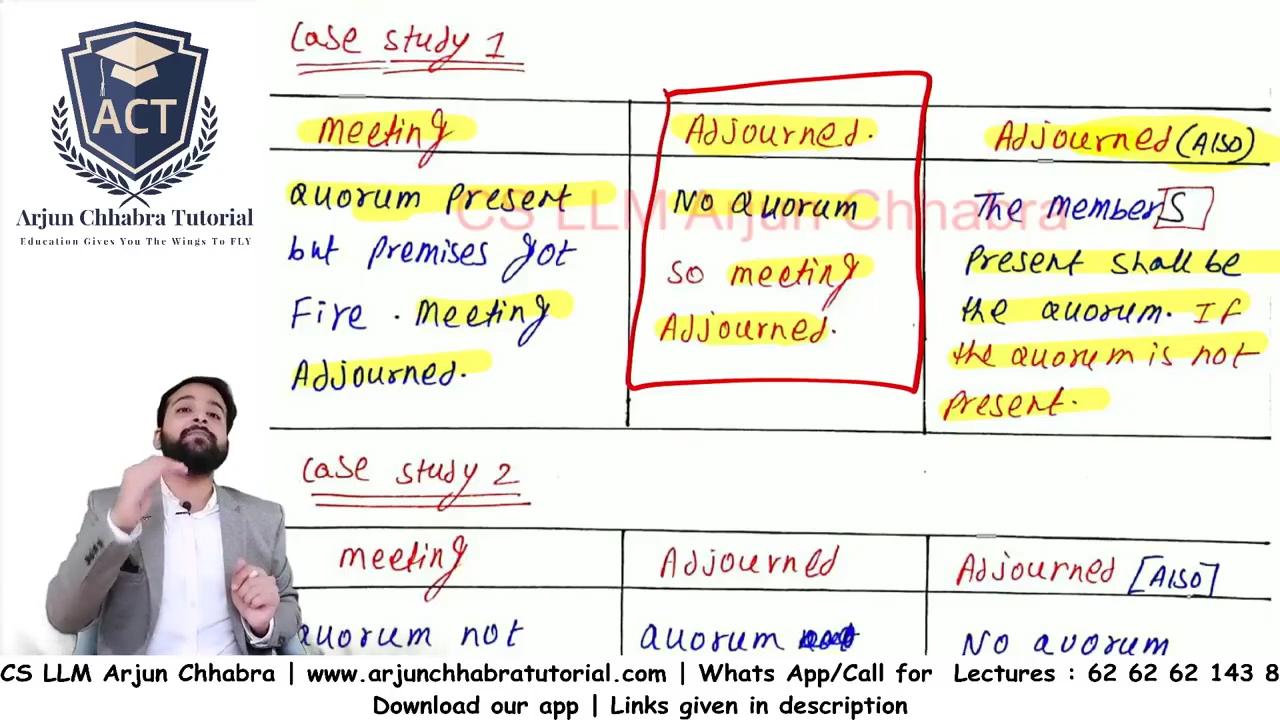 Case study 1
ACT
Arjun Chhabra Tutorial
Education Gives You The Wings To FLY
Meeting
Quorum Present
but premises got
Fire. Meeting
Adjourned.
Adjourned.
No Quorum
so meeting
Adjourned.
Adjourned (Also)
The Members
Present shall be
the quorum. If
the quorum is not
present.
CS LLM Arjun Chhabra
Case study 2
Meeting
Quorum not
Adjourned
Quorum
Adjourned [Also]
No quorum
CS LLM Arjun Chhabra | www.arjunchhabratutorial.com | Whats App/Call for Lectures : 62 62 62 143 8
Download our app | Links given in description